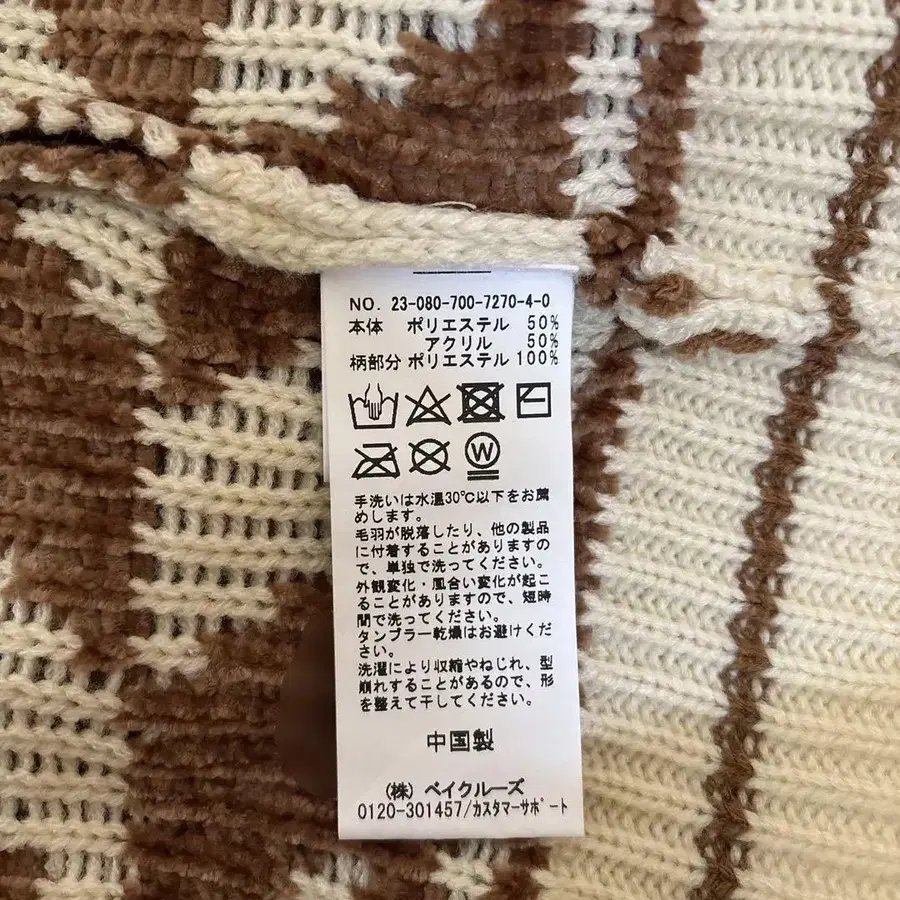 NO. 23-080-700-7270-4-0
本体 ポリエステル 50%
アクリル 50%
柄部分 ポリエステル 100%
W
手洗いは水温30℃以下をお薦
めします。
毛羽が脱落したり、他の製品
に付着することがありますの
で、単独で洗ってください。
外観変化・風合い変化が起こ
ることがありますので、短時
間で洗ってください。
タンブラー乾燥はお避けくだ
さい。
洗濯により収縮やねじれ、型
崩れすることがあるので、形
を整えて干してください。
中国製
(株) ベイクルーズ
0120-301457/カスタマーサポート